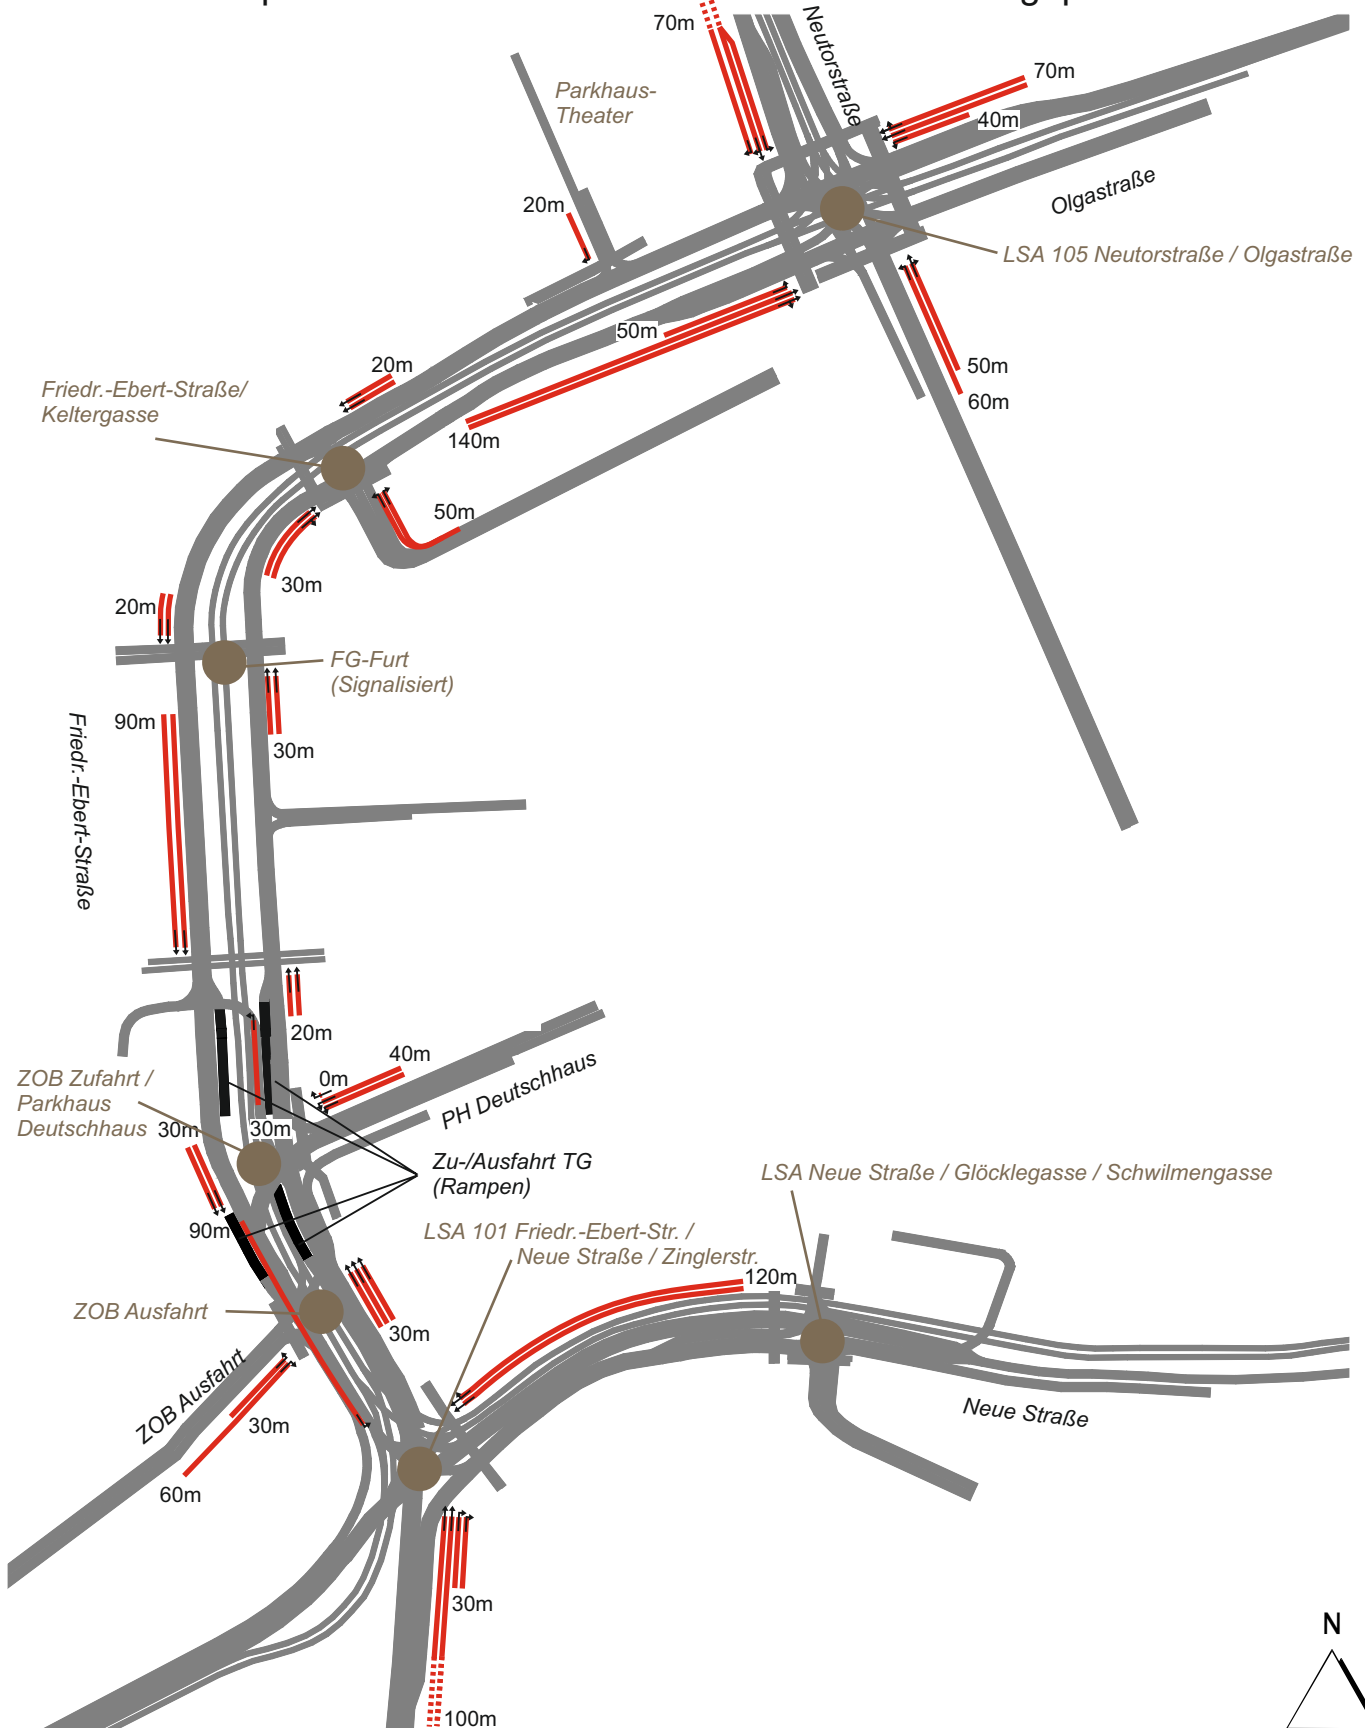 70m
Neutorstraße
Parkhaus-
Theater
70m
40m
Olgastraße
20m
LSA 105 Neutorstraße / Olgastraße
50m
20m
50m
60m
Friedr.-Ebert-Straße/
Keltergasse
140m
50m
30m
20m
FG-Furt
(Signalisiert)
90m
30m
Friedr.-Ebert-Straße
20m
40m
0m
ZOB Zufahrt /
Parkhaus
Deutschhaus
30m
30m
PH Deutschhaus
Zu-/Ausfahrt TG
(Rampen)
LSA Neue Straße / Glöcklegasse / Schwilmengasse
90m
LSA 101 Friedr.-Ebert-Str. /
Neue Straße / Zinglerstr.
120m
ZOB Ausfahrt
30m
ZOB Ausfahrt
30m
Neue Straße
60m
30m
N
100m